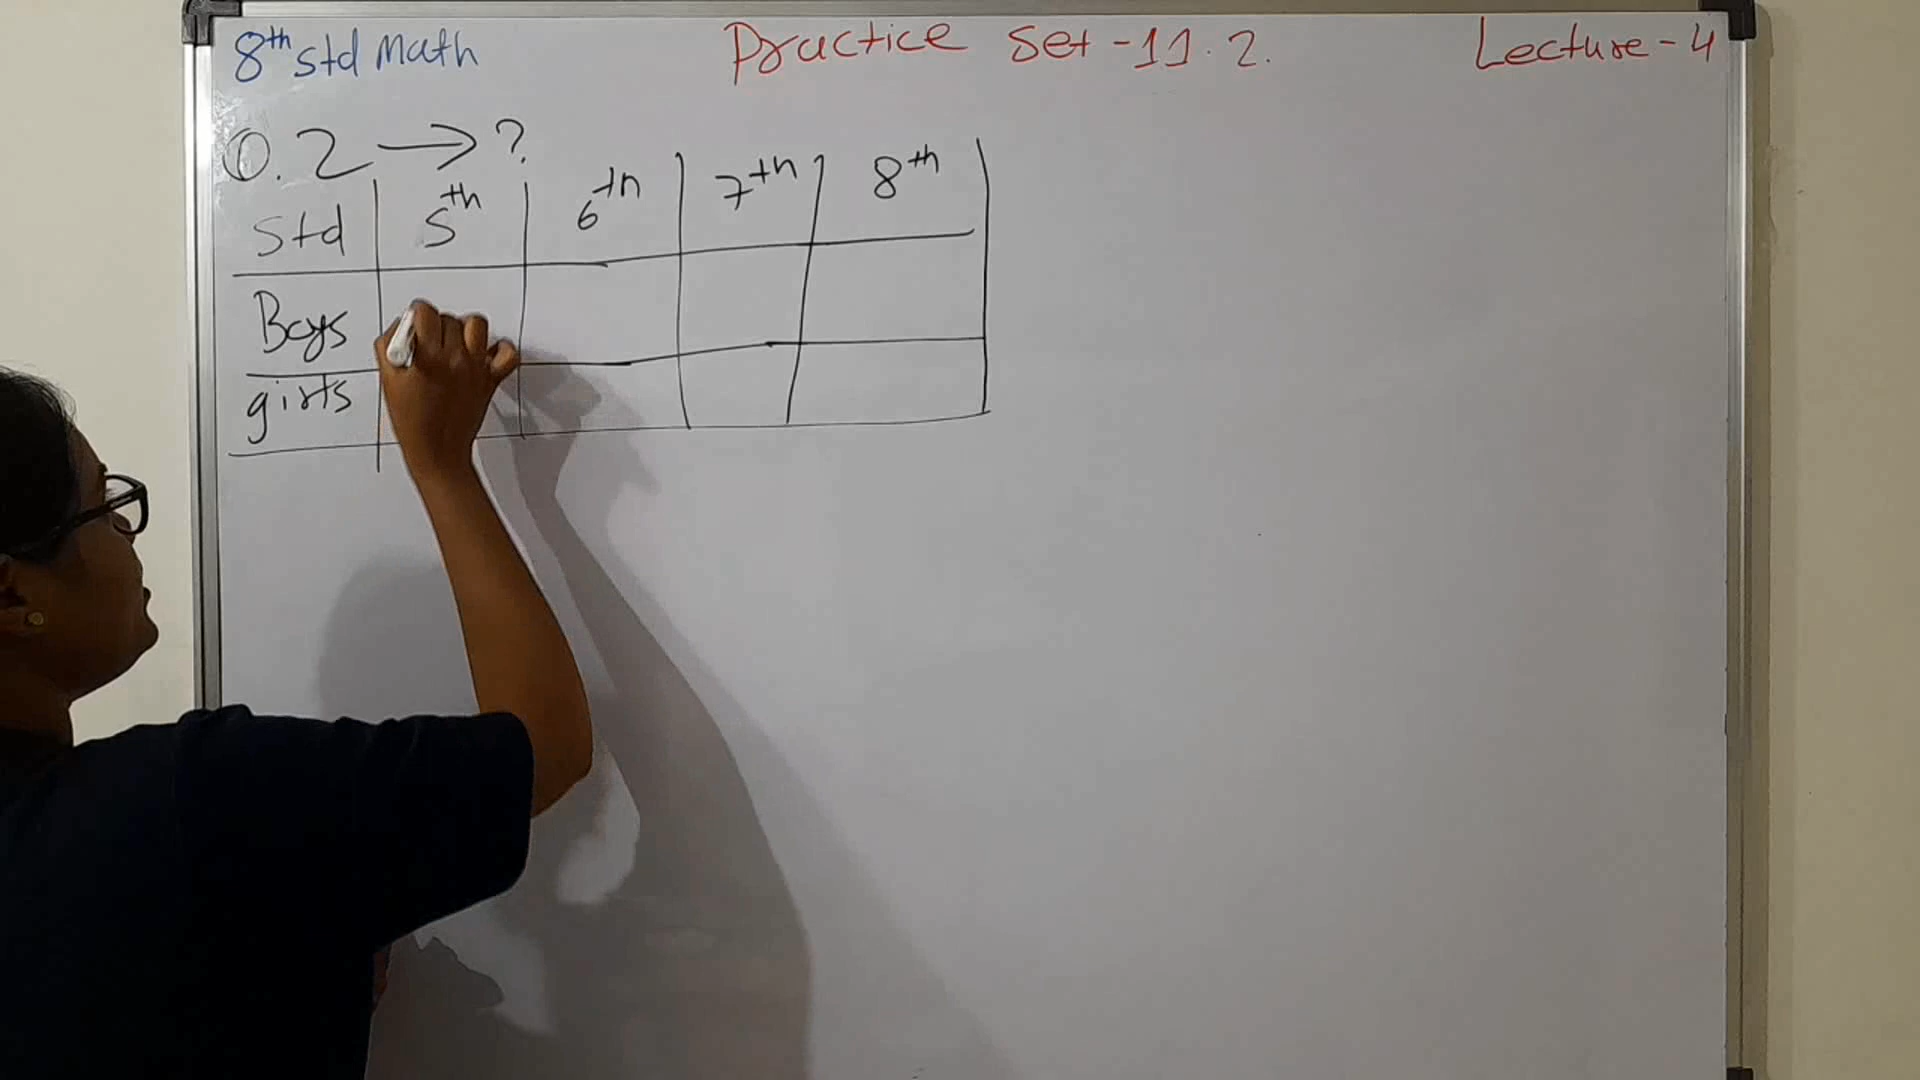 8th std Math Practice Set -11.2. Lecture-4
Q.2 → ?
Std 5th 6th 7th 8th
Boys
girls